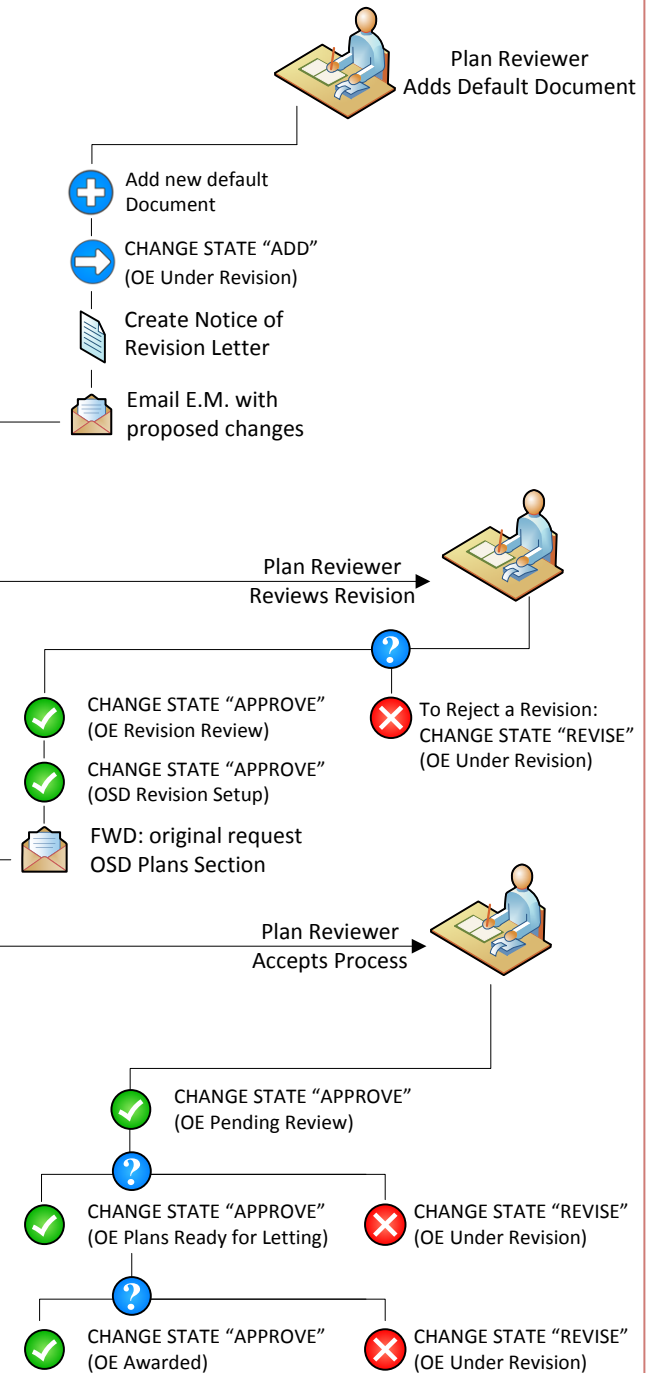 Plan Reviewer
Adds Default Document
Add new default
Document
CHANGE STATE “ADD”
(OE Under Revision)
Create Notice of
Revision Letter
Email E.M. with
proposed changes
Plan Reviewer
Reviews Revision
?
CHANGE STATE “APPROVE”
(OE Revision Review)
To Reject a Revision:
CHANGE STATE “REVISE”
(OE Under Revision)
CHANGE STATE “APPROVE”
(OSD Revision Setup)
FWD: original request
OSD Plans Section
Plan Reviewer
Accepts Process
CHANGE STATE “APPROVE”
(OE Pending Review)
?
CHANGE STATE “APPROVE”
(OE Plans Ready for Letting)
CHANGE STATE “REVISE”
(OE Under Revision)
?
CHANGE STATE “APPROVE”
(OE Awarded)
CHANGE STATE “REVISE”
(OE Under Revision)